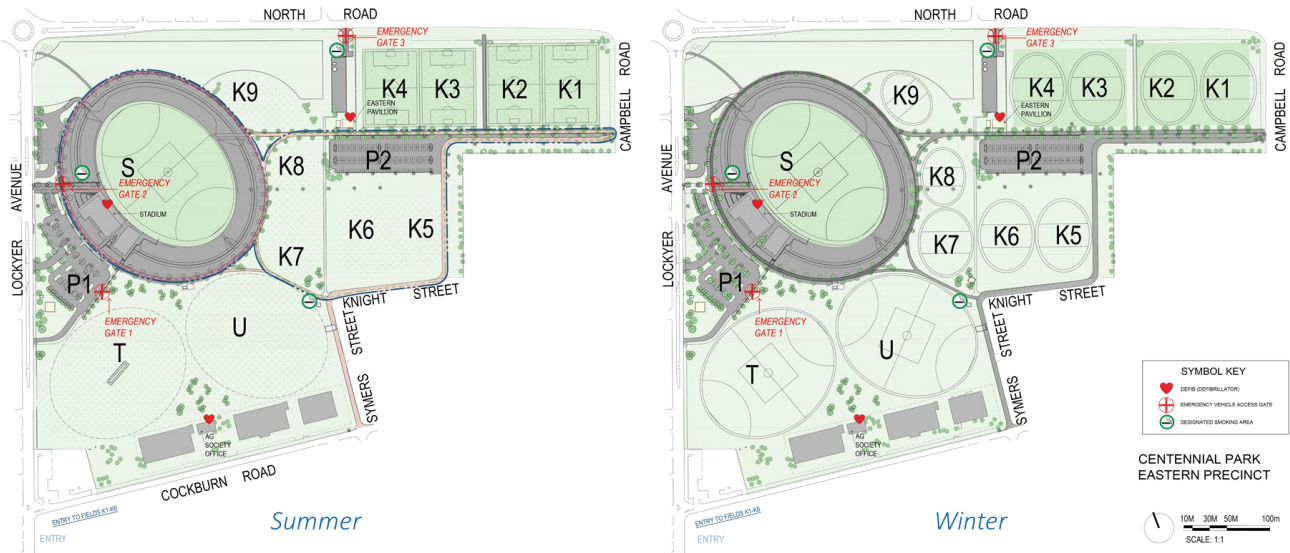 NORTH ROAD
EMERGENCY
GATE 3
K4
K3
K2
K1
K9
EASTERN
PAVILLION
CAMPBELL ROAD
S
K8
P2
EMERGENCY
GATE 2
STADIUM
LOCKYER AVENUE
K6
K5
K7
P1
EMERGENCY
GATE 1
KNIGHT STREET
U
T
SYMERS STREET
AG
SOCIETY
OFFICE
COCKBURN ROAD
ENTRY TO FIELDS K1-K6
ENTRY
Summer
NORTH ROAD
EMERGENCY
GATE 3
K4
K3
K2
K1
K9
EASTERN
PAVILLION
CAMPBELL ROAD
S
K8
P2
EMERGENCY
GATE 2
STADIUM
LOCKYER AVENUE
K7
K6
K5
P1
EMERGENCY
GATE 1
KNIGHT STREET
U
T
SYMERS STREET
AG
SOCIETY
OFFICE
COCKBURN ROAD
ENTRY TO FIELDS K1-K6
ENTRY
Winter
SYMBOL KEY
DEFIB (DEFIBRILLATOR)
EMERGENCY VEHICLE ACCESS GATE
DESIGNATED SMOKING AREA
CENTENNIAL PARK
EASTERN PRECINCT
10M 30M 50M 100m
SCALE: 1:1